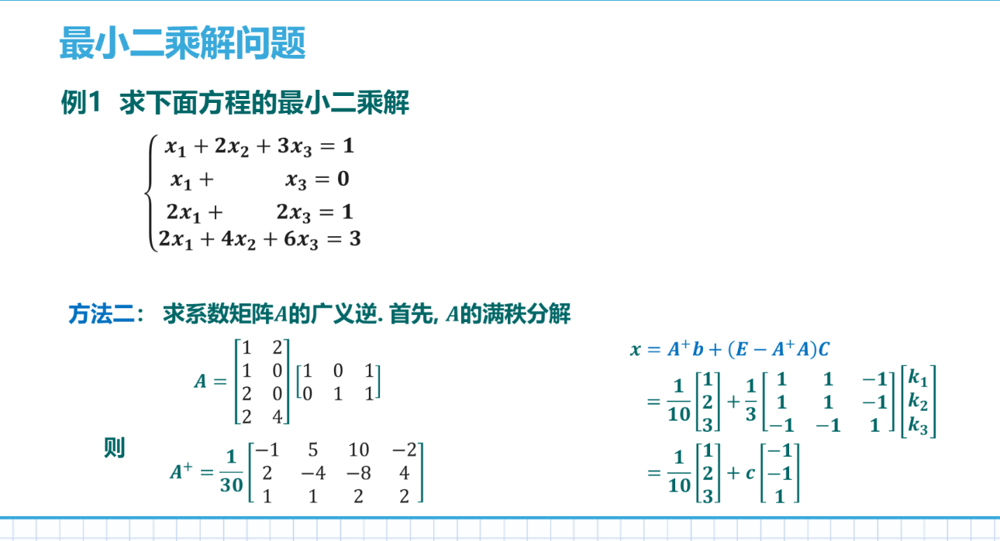 最小二乘解问题
例1 求下面方程的最小二乘解
x₁ + 2x₂ + 3x₃ = 1
x₁ + x₃ = 0
2x₁ + 2x₃ = 1
2x₁ + 4x₂ + 6x₃ = 3
方法二： 求系数矩阵A的广义逆. 首先, A的满秩分解
A = [1 2; 1 0; 2 0; 2 4] [1 0 1; 0 1 1]
则
A⁺ = 1/30 [−1 5 10 −2; 2 −4 −8 4; 1 1 2 2]
x = A⁺b + (E − A⁺A)C
= 1/10 [1; 2; 3] + 1/3 [1 1 −1; 1 1 −1; −1 −1 1] [k₁; k₂; k₃]
= 1/10 [1; 2; 3] + c [−1; −1; 1]